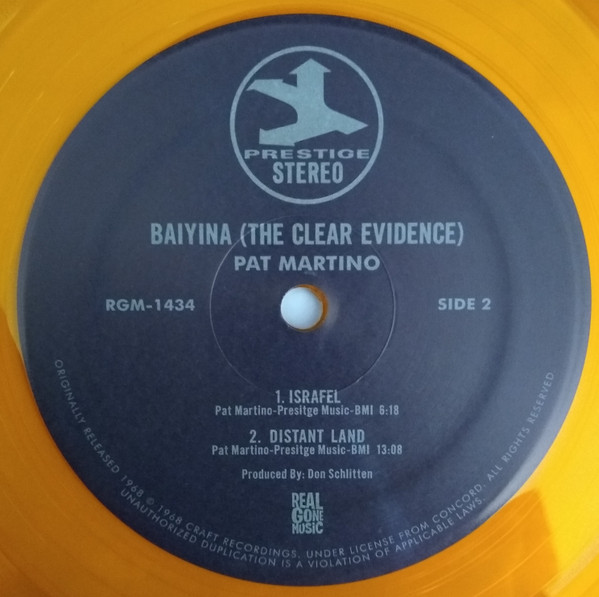 PRESTIGE
STEREO
BAIYINA (THE CLEAR EVIDENCE)
PAT MARTINO
RGM-1434
SIDE 2
1. ISRAFEL
Pat Martino-Presitge Music-BMI 6:18
2. DISTANT LAND
Pat Martino-Presitge Music-BMI 13:08
Produced By: Don Schlitten
REAL
GONE
MUSIC
ORIGINALLY RELEASED 1968 © 1968 CRAFT RECORDINGS. UNDER LICENSE FROM CONCORD. ALL RIGHTS RESERVED
UNAUTHORIZED DUPLICATION IS A VIOLATION OF APPLICABLE LAWS